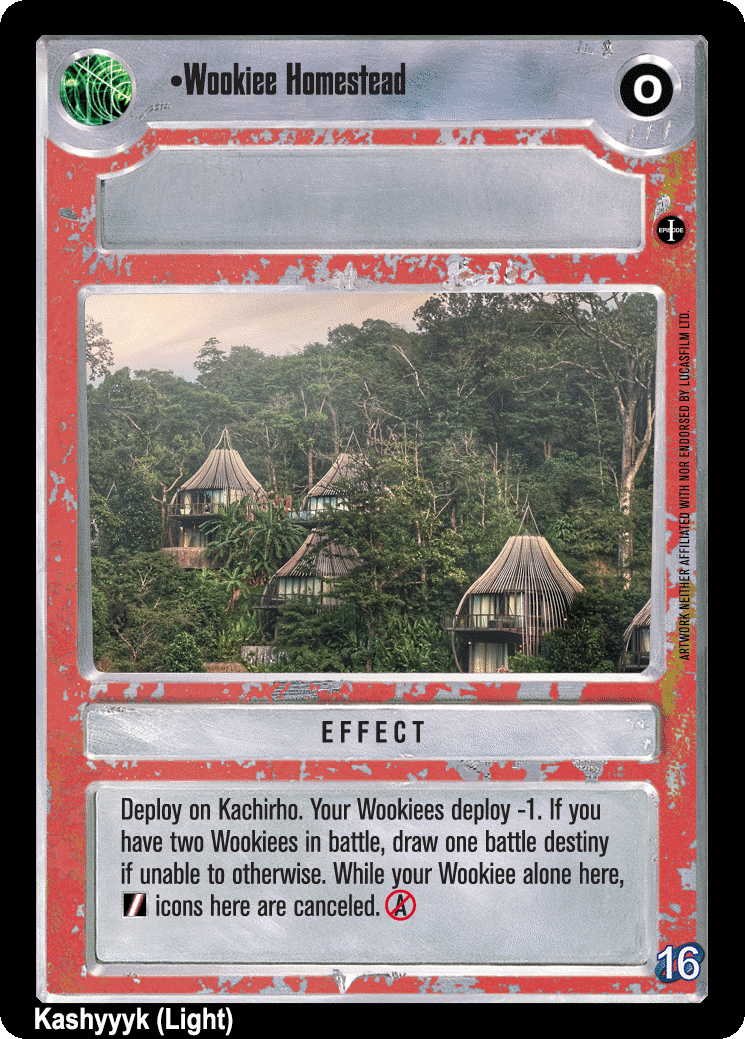 •Wookiee Homestead
O
EPISODE
I
ARTWORK NEITHER AFFILIATED WITH NOR ENDORSED BY LUCASFILM LTD.
EFFECT
Deploy on Kachirho. Your Wookiees deploy -1. If you
have two Wookiees in battle, draw one battle destiny
if unable to otherwise. While your Wookiee alone here,
icons here are canceled. A
16
Kashyyyk (Light)